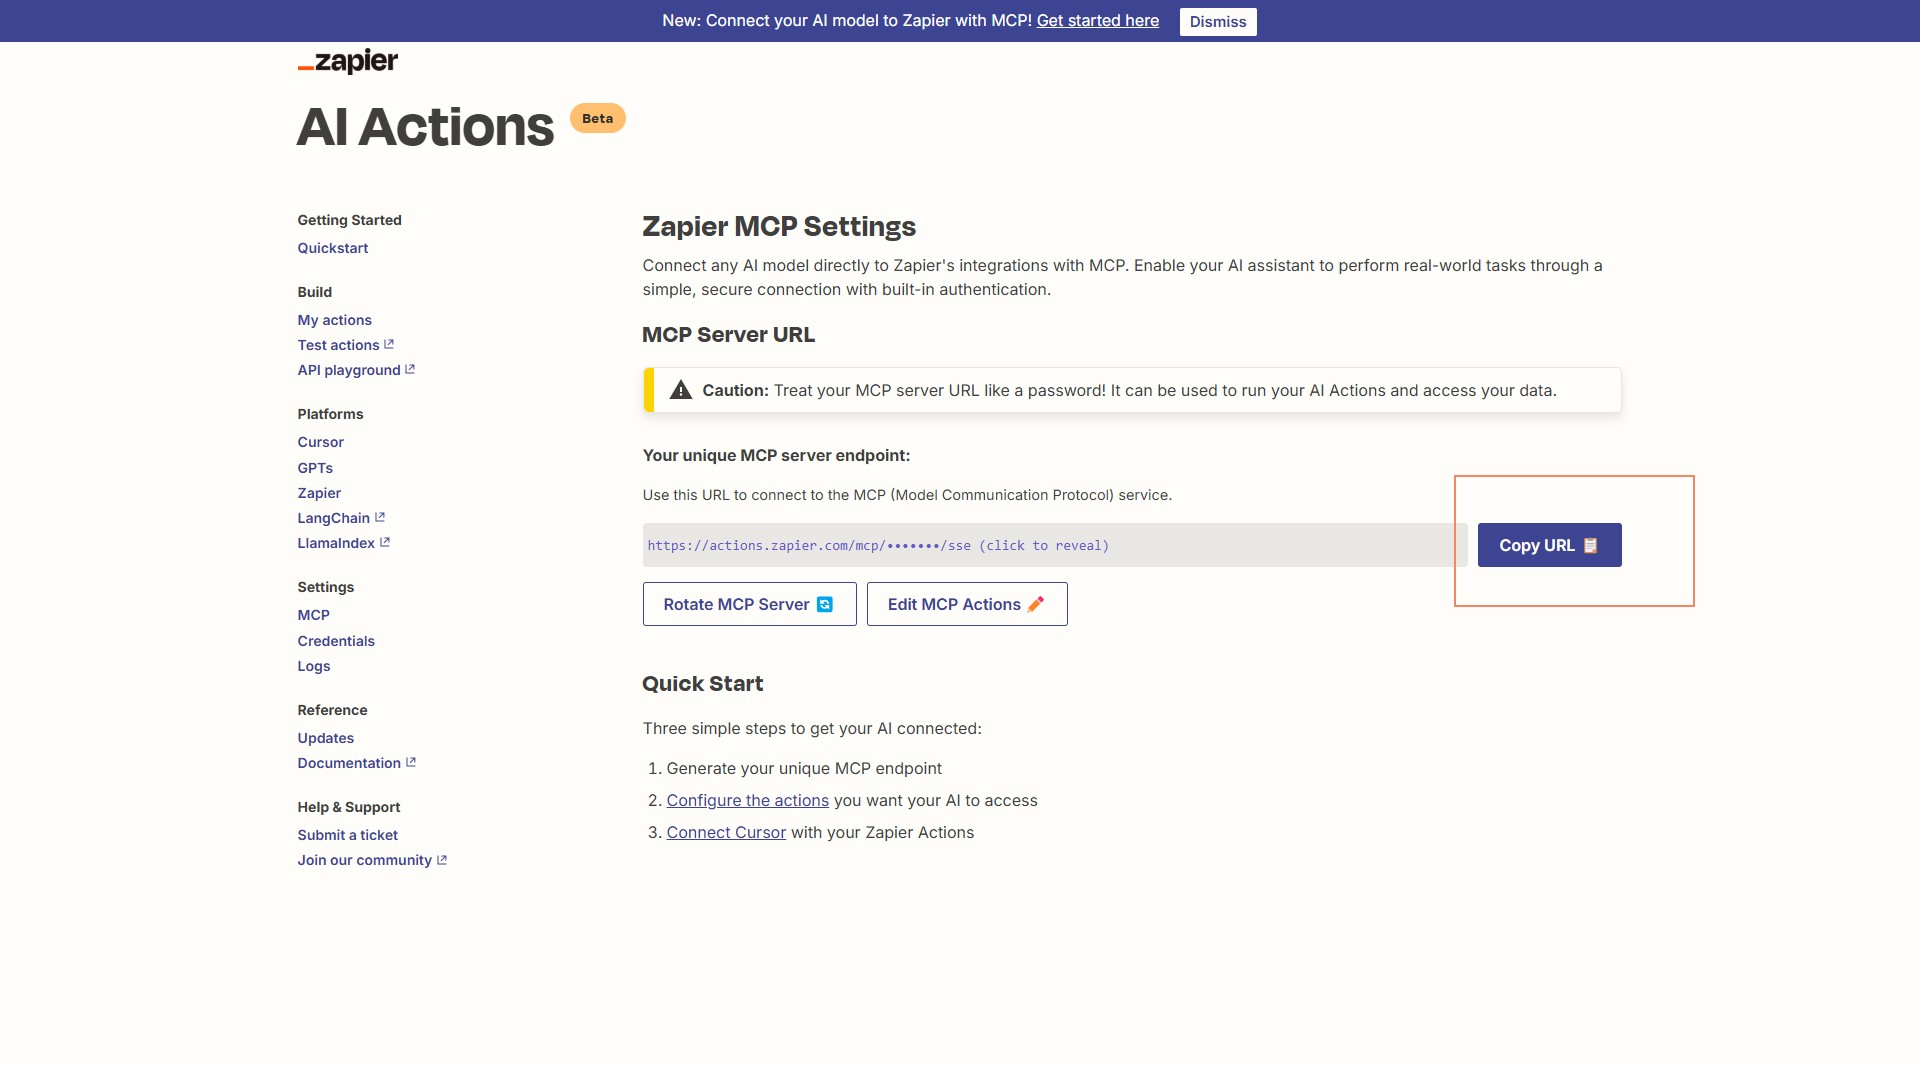 New: Connect your AI model to Zapier with MCP! Get started here Dismiss
zapier
AI Actions Beta
Getting Started
Quickstart
Build
My actions
Test actions
API playground
Platforms
Cursor
GPTs
Zapier
LangChain
LlamaIndex
Settings
MCP
Credentials
Logs
Reference
Updates
Documentation
Help & Support
Submit a ticket
Join our community
Zapier MCP Settings
Connect any AI model directly to Zapier's integrations with MCP. Enable your AI assistant to perform real-world tasks through a
simple, secure connection with built-in authentication.
MCP Server URL
Caution: Treat your MCP server URL like a password! It can be used to run your AI Actions and access your data.
Your unique MCP server endpoint:
Use this URL to connect to the MCP (Model Communication Protocol) service.
https://actions.zapier.com/mcp/•••••••/sse (click to reveal) Copy URL 📋
Rotate MCP Server 🔄 Edit MCP Actions ✏️
Quick Start
Three simple steps to get your AI connected:
1. Generate your unique MCP endpoint
2. Configure the actions you want your AI to access
3. Connect Cursor with your Zapier Actions